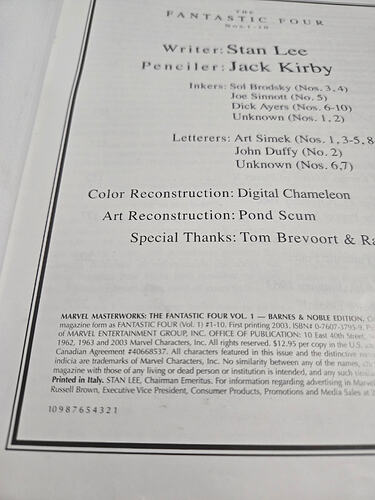 THE
FANTASTIC FOUR
Nos. 1-10
Writer: Stan Lee
Penciler: Jack Kirby
Inkers: Sol Brodsky (Nos. 3,4)
Joe Sinnott (No. 5)
Dick Ayers (Nos. 6-10)
Unknown (Nos. 1,2)
Letterers: Art Simek (Nos. 1, 3-5, 8
John Duffy (No. 2)
Unknown (Nos. 6,7)
Color Reconstruction: Digital Chameleon
Art Reconstruction: Pond Scum
Special Thanks: Tom Brevoort & Ra
MARVEL MASTERWORKS: THE FANTASTIC FOUR VOL. 1 — BARNES & NOBLE EDITION.
magazine form as FANTASTIC FOUR (Vol. 1) #1-10. First printing 2003. ISBN# 0-7607-3795-9.
of MARVEL ENTERTAINMENT GROUP, INC. OFFICE OF PUBLICATION: 10 East 40th Street,
1962, 1963 and 2003 Marvel Characters, Inc. All rights reserved. $12.95 per copy in the U.S.
Canadian Agreement #40668537. All characters featured in this issue and the distinctive
indicia are trademarks of Marvel Characters, Inc. No similarity between any of the names,
magazine with those of any living or dead person or institution is intended, and any such
Printed in Italy. STAN LEE, Chairman Emeritus. For information regarding advertising in Marvel
Russell Brown, Executive Vice President, Consumer Products, Promotions and Media Sales at
10 9 8 7 6 5 4 3 2 1